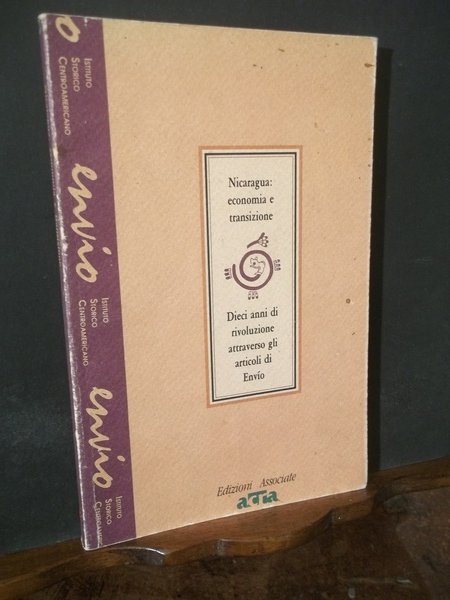 o
Istituto
Storico
Centroamericano
envío
Istituto
Storico
Centroamericano
envío
Istituto
Storico
Nicaragua:
economia e
transizione
Dieci anni di
rivoluzione
attraverso gli
articoli di
Envío
Edizioni Associate